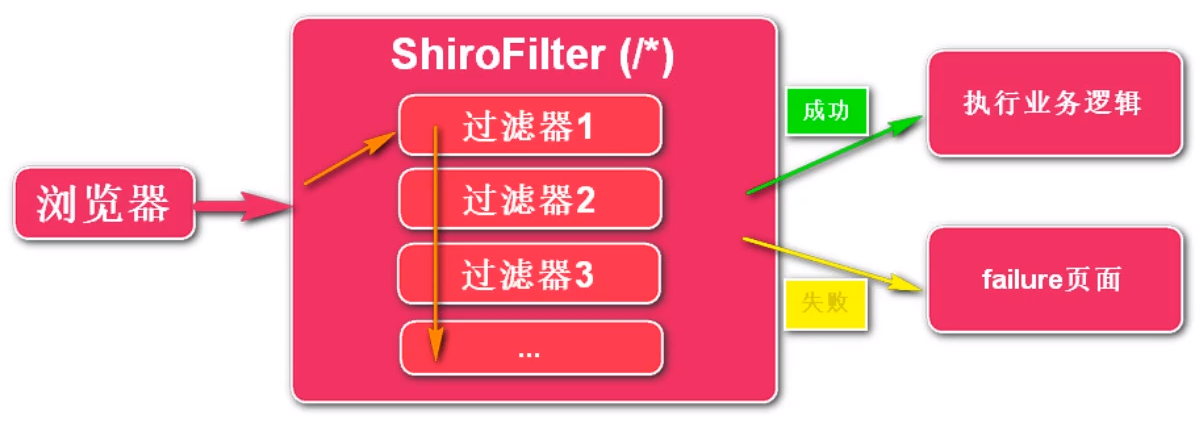 浏览器
ShiroFilter (/*)
过滤器1
过滤器2
过滤器3
...
成功
失败
执行业务逻辑
failure页面